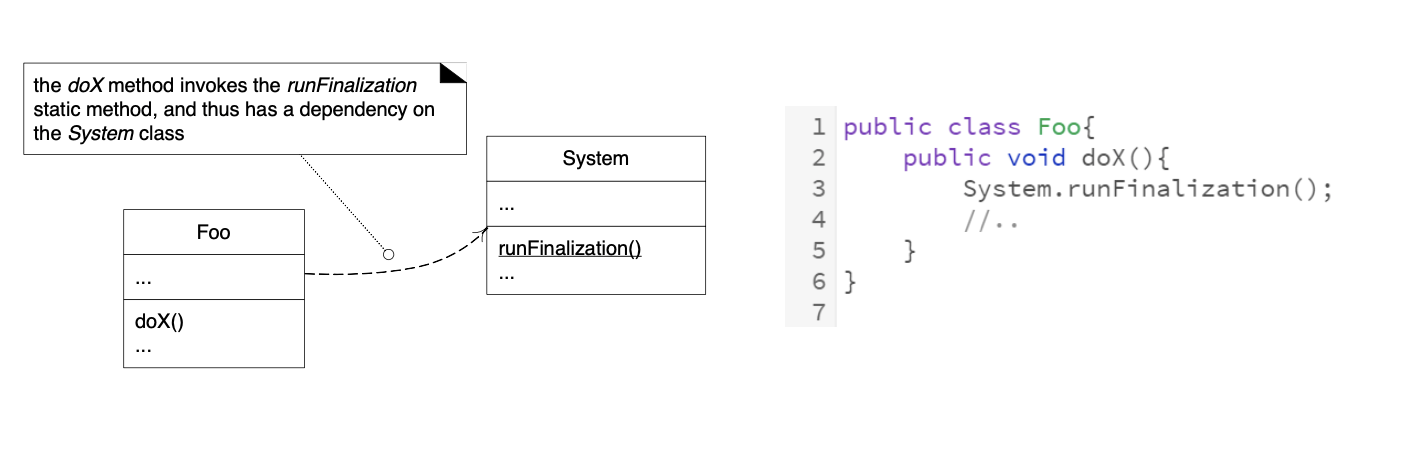 the doX method invokes the runFinalization
static method, and thus has a dependency on
the System class
System
...
runFinalization()
...
Foo
...
doX()
...
1 public class Foo{
2 public void doX(){
3 System.runFinalization();
4 //..
5 }
6 }
7